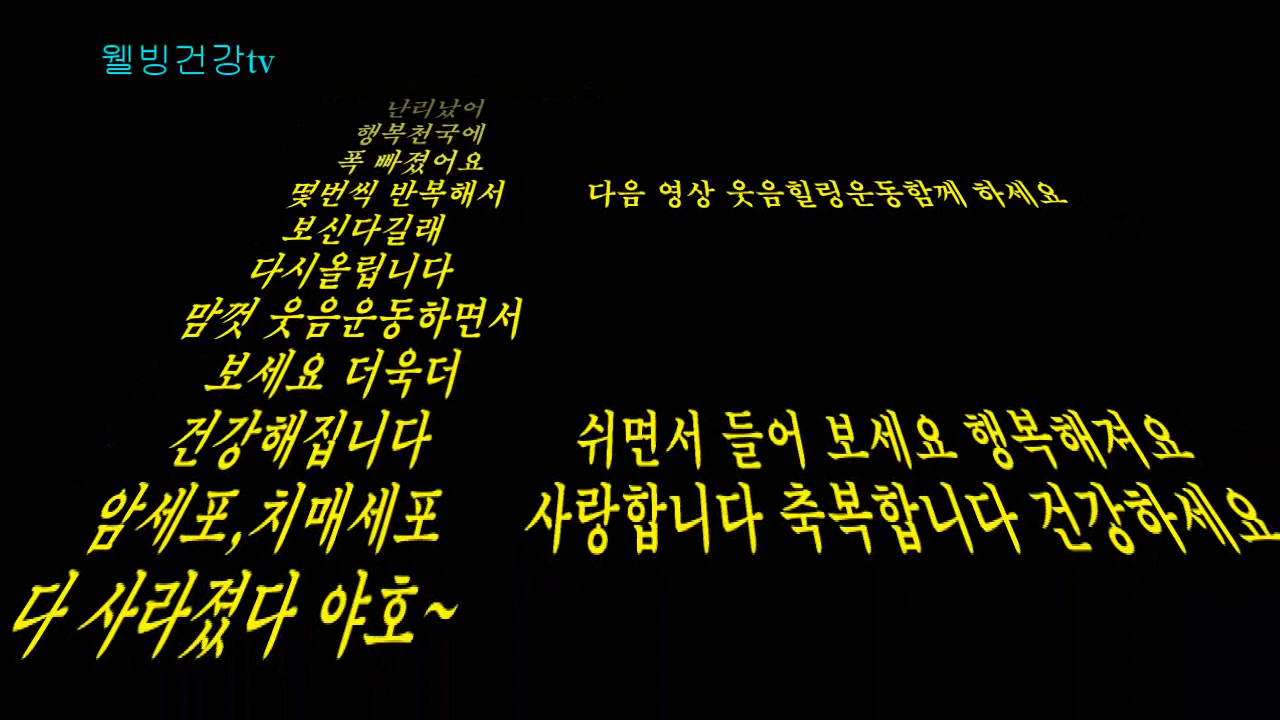 웰빙건강tv
난리났어
행복천국에
폭 빠졌어요
몇번씩 반복해서
보신다길래
다시올립니다
맘껏 웃음운동하면서
보세요 더욱더
건강해집니다
암세포,치매세포
다 사라졌다 야호~
다음 영상 웃음힐링운동함께 하세요
쉬면서 들어 보세요 행복해져요
사랑합니다 축복합니다 건강하세요